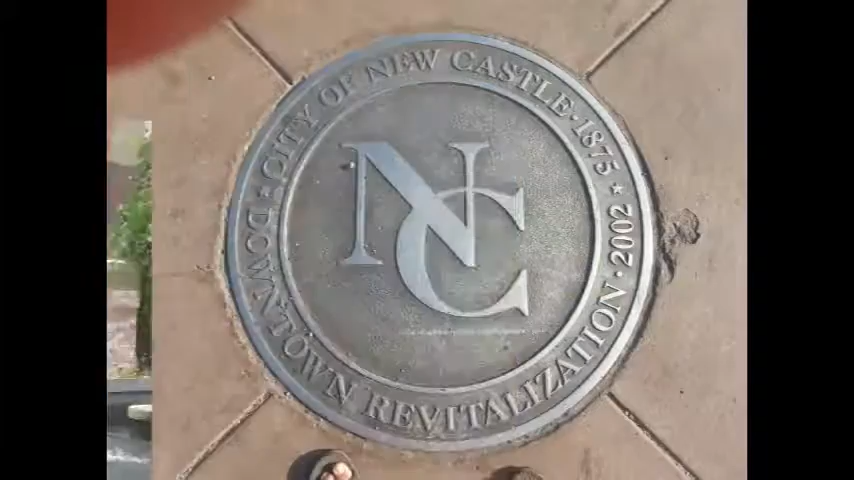 CITY OF NEW CASTLE · 1875
DOWNTOWN REVITALIZATION · 2002
NC